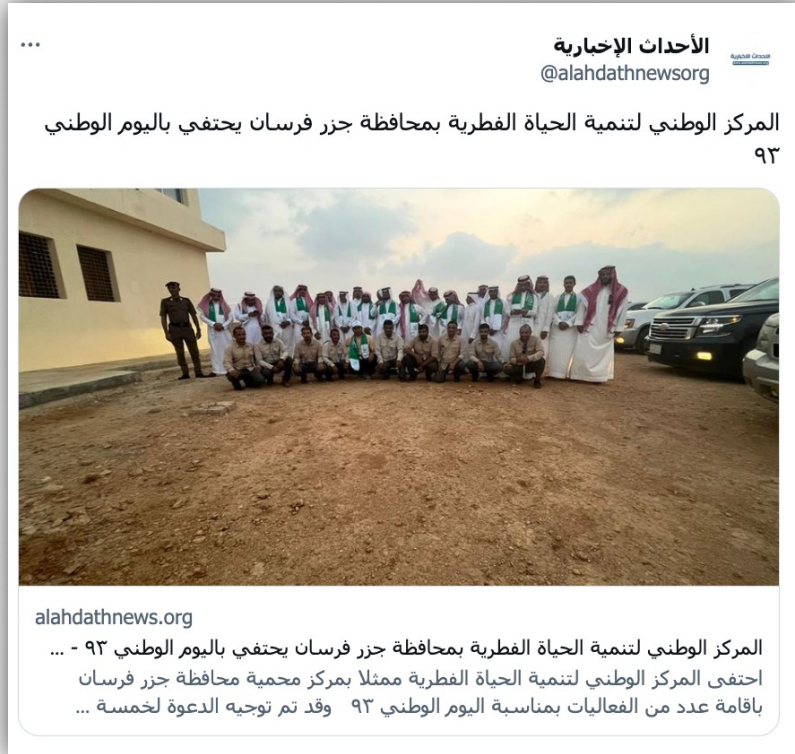 الأحداث الإخبارية
@alahdathnewsorg
المركز الوطني لتنمية الحياة الفطرية بمحافظة جزر فرسان يحتفي باليوم الوطني
٩٣
alahdathnews.org
المركز الوطني لتنمية الحياة الفطرية بمحافظة جزر فرسان يحتفي باليوم الوطني ٩٣ - ...
احتفى المركز الوطني لتنمية الحياة الفطرية ممثلا بمركز محمية محافظة جزر فرسان
باقامة عدد من الفعاليات بمناسبة اليوم الوطني ٩٣ وقد تم توجيه الدعوة لخمسة ...